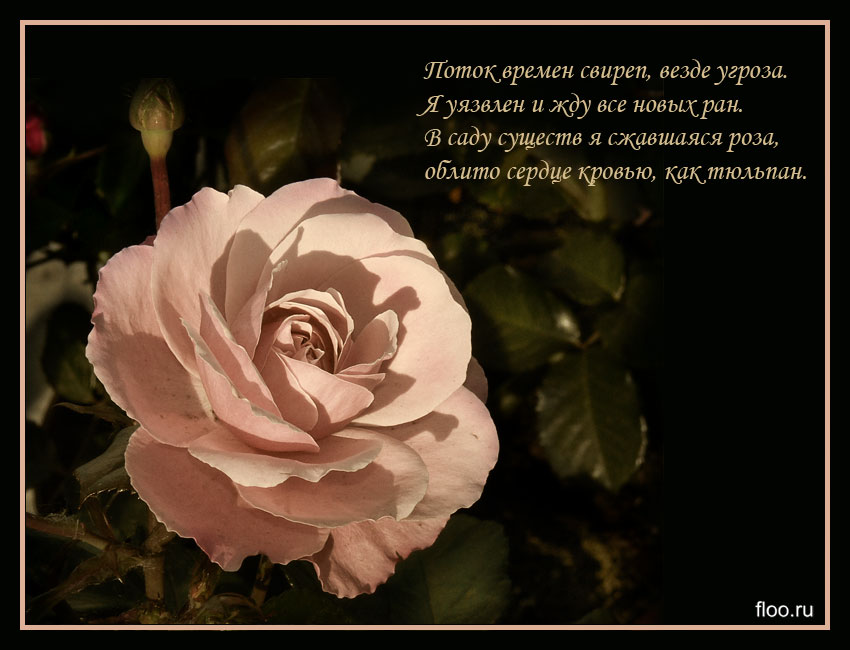 Поток времен свиреп, везде угроза.
Я уязвлен и жду все новых ран.
В саду существ я сжавшаяся роза,
облито сердце кровью, как тюльпан.
floo.ru